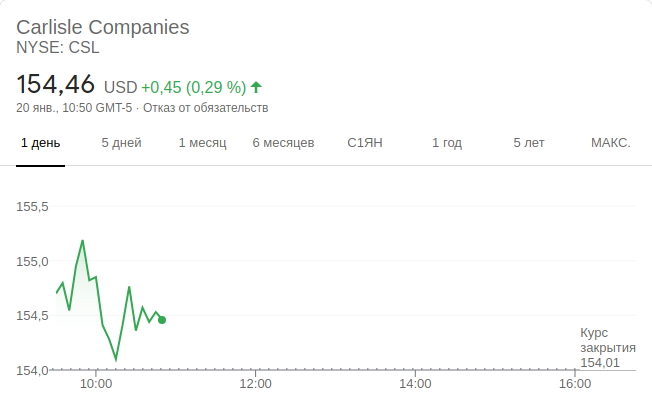 Carlisle Companies
NYSE: CSL
154,46 USD +0,45 (0,29 %)
20 янв., 10:50 GMT-5 · Отказ от обязательств
1 день 5 дней 1 месяц 6 месяцев С1ЯН 1 год 5 лет МАКС.
155,5
155,0
154,5
Курс
закрытия
154,01
154,0
10:00 12:00 14:00 16:00